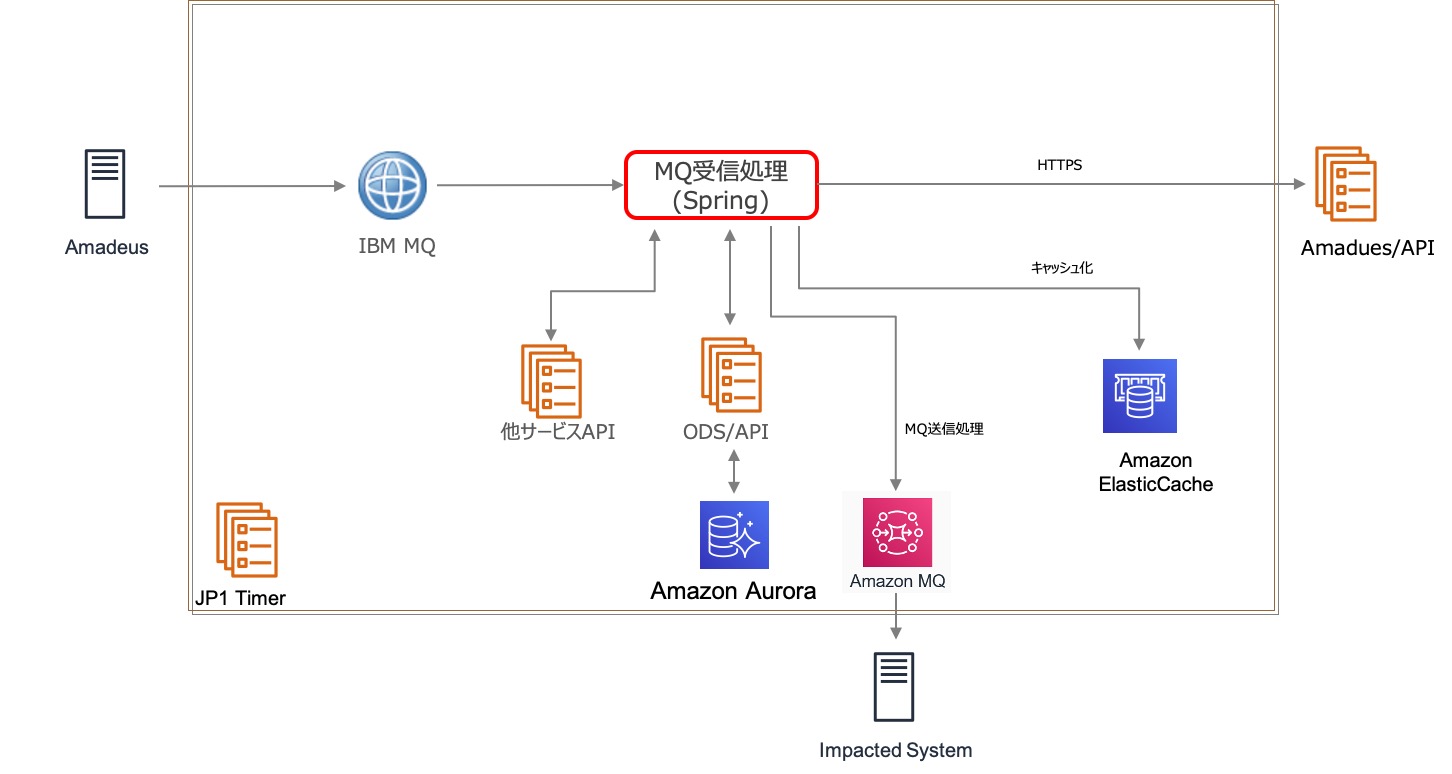 MQ受信処理
(Spring)
HTTPS
Amadeus
IBM MQ
Amadues/API
キャッシュ化
他サービスAPI
ODS/API
MQ送信処理
Amazon
ElasticCache
JP1 Timer
Amazon Aurora
Amazon MQ
Impacted System